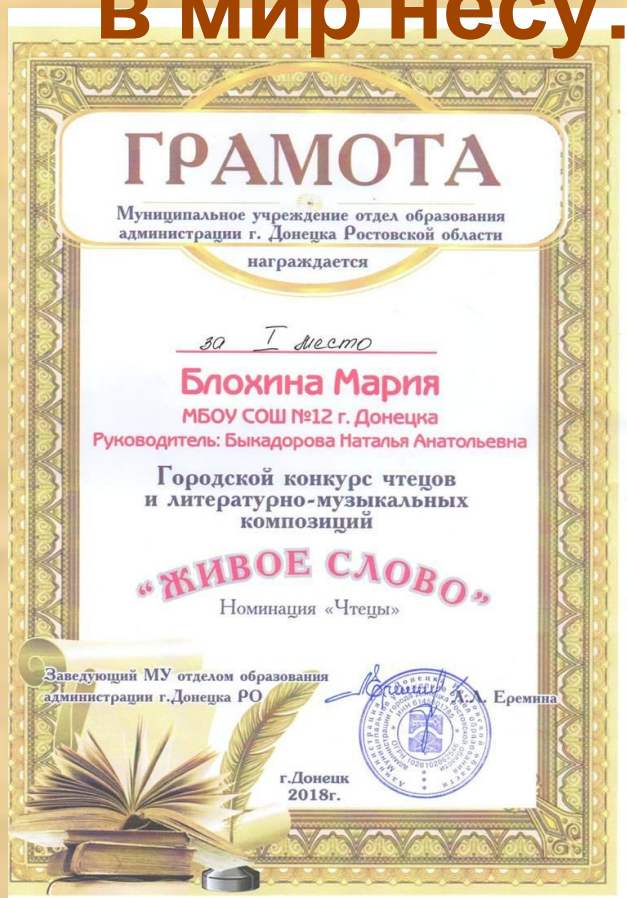 в мир несу.
ГРАМОТА
Муниципальное учреждение отдел образования
администрации г. Донецка Ростовской области
награждается
за I место
Блохина Мария
МБОУ СОШ №12 г. Донецка
Руководитель: Быкадорова Наталья Анатольевна
Городской конкурс чтецов
и литературно-музыкальных
композиций
“ЖИВОЕ СЛОВО”
Номинация «Чтецы»
Заведующий МУ отделом образования
администрации г.Донецка РО
Еремина
г.Донецк
2018г.